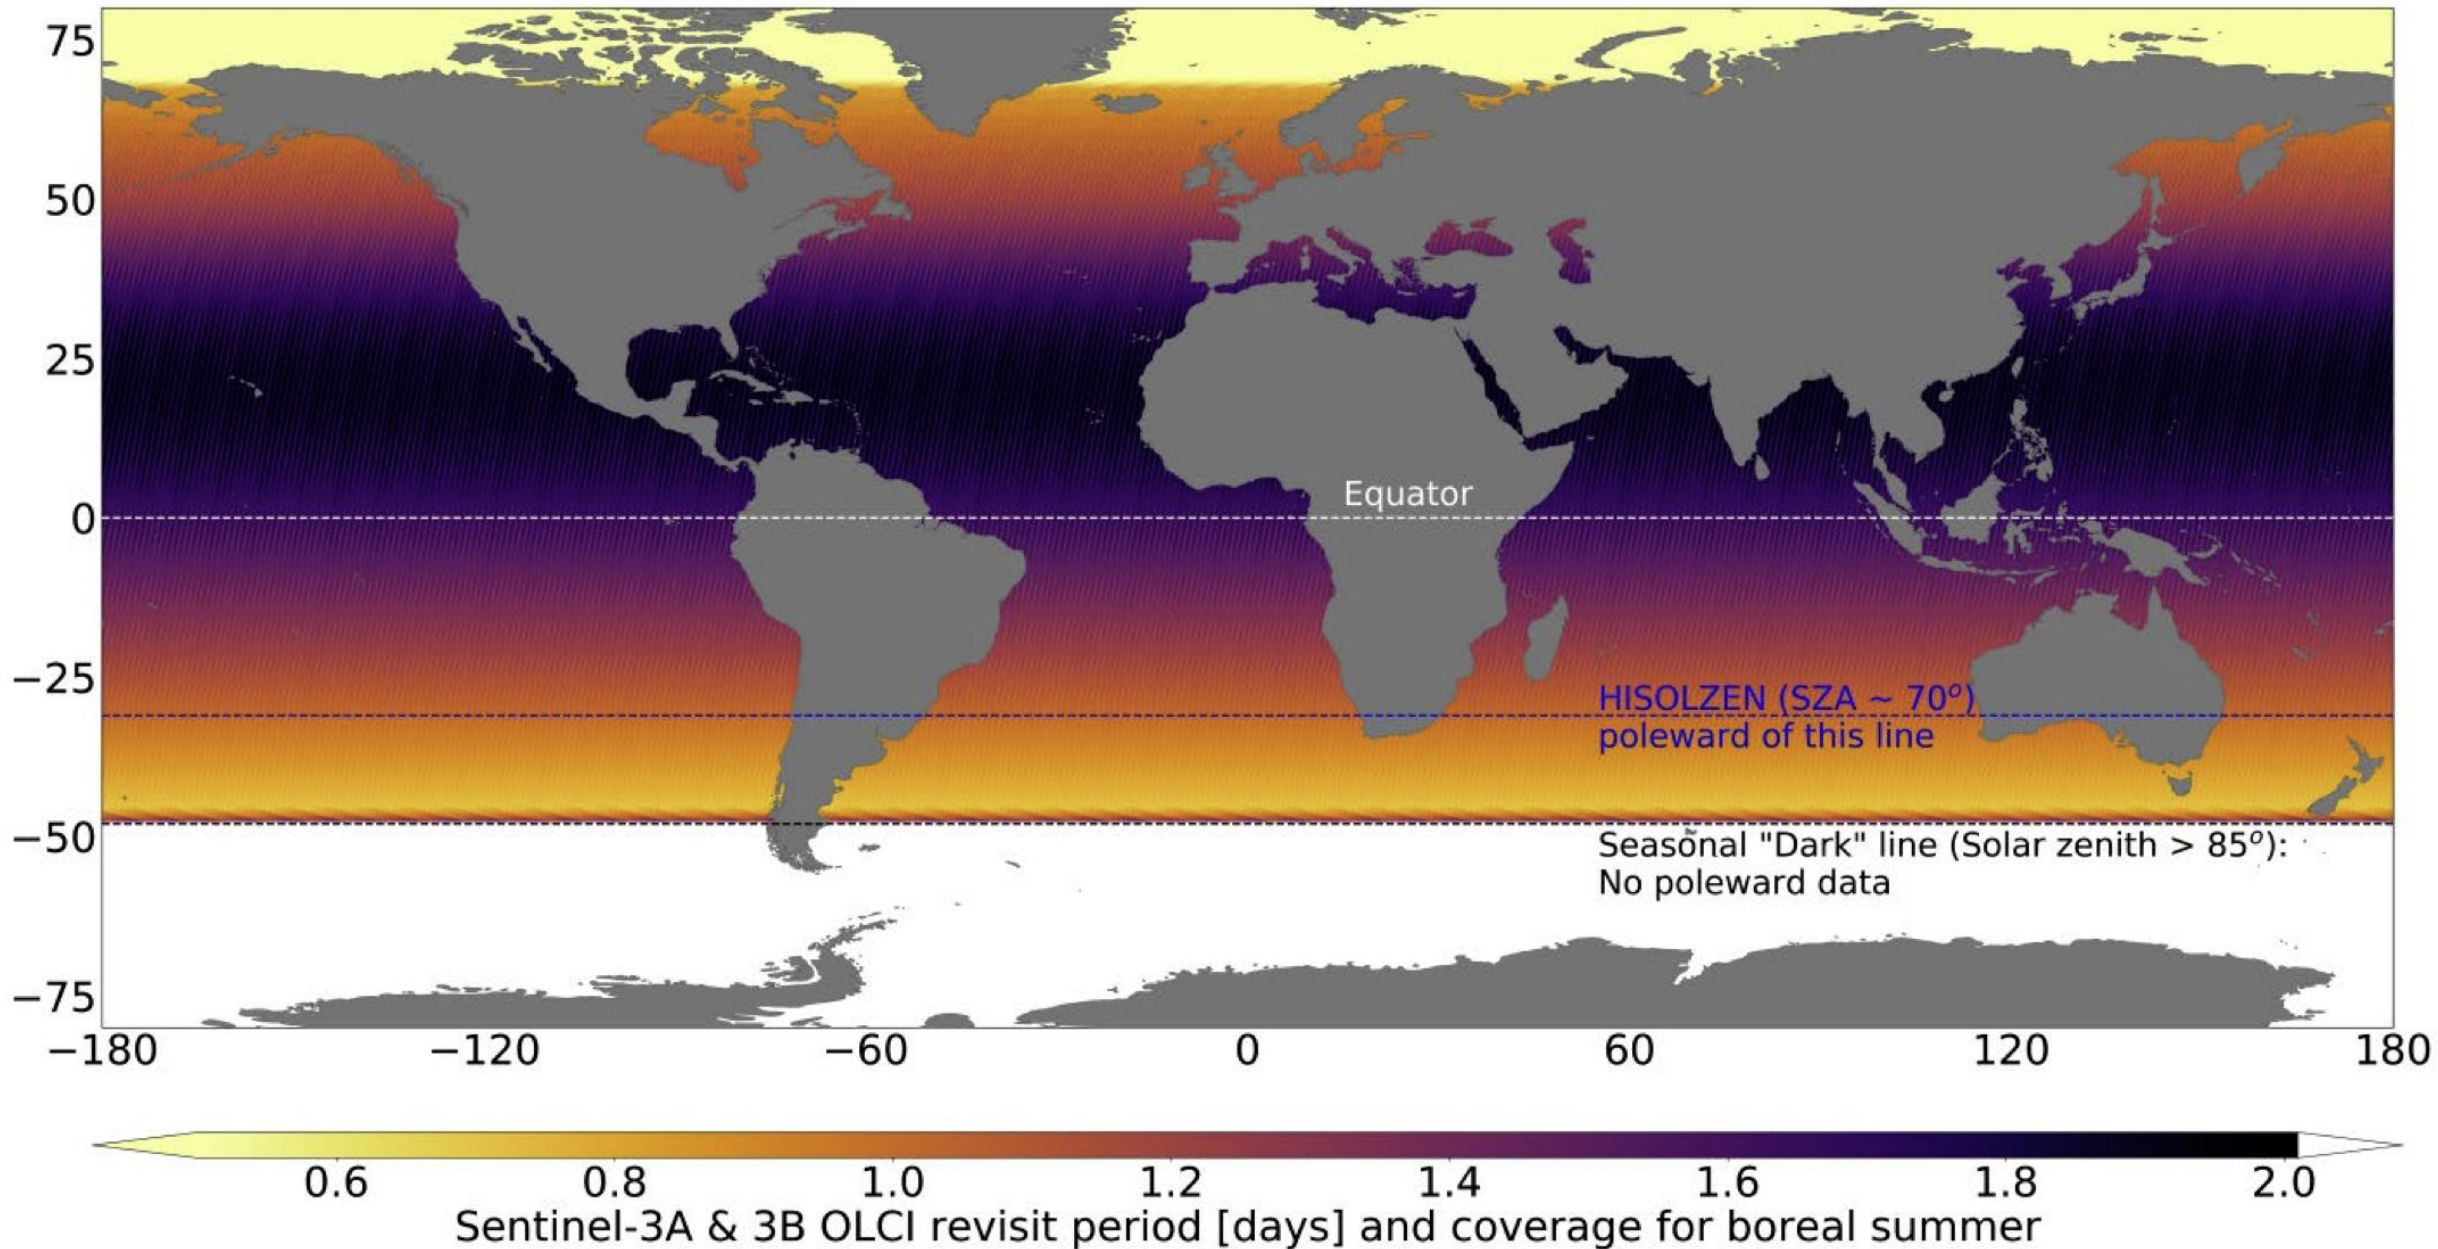 75
50
25
0
−25
−50
−75
Equator
HISOLZEN (SZA ~ 70°)
poleward of this line
Seasonal "Dark" line (Solar zenith > 85°):
No poleward data
−180 −120 −60 0 60 120 180
0.6 0.8 1.0 1.2 1.4 1.6 1.8 2.0
Sentinel-3A & 3B OLCI revisit period [days] and coverage for boreal summer